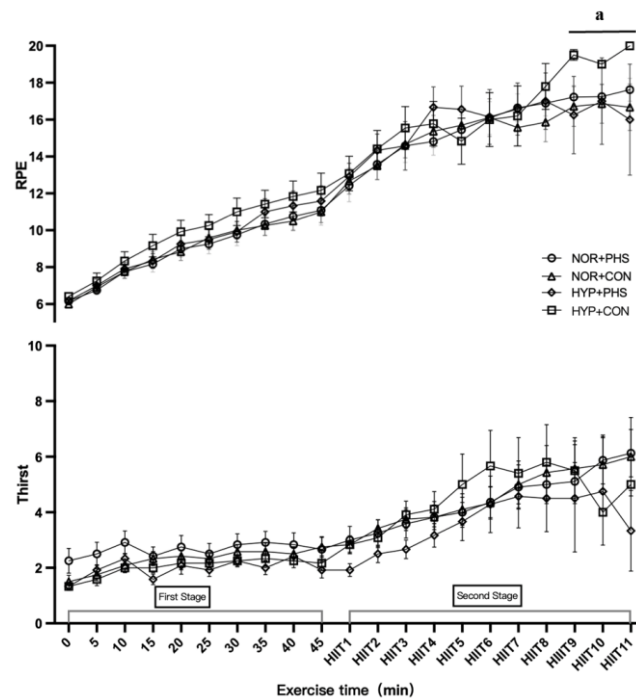 a
20
18
16
14
12
10
8
6
RPE
NOR+PHS
NOR+CON
HYP+PHS
HYP+CON
10
8
6
4
2
0
Thirst
First Stage
Second Stage
0 5 10 15 20 25 30 35 40 45 HIIT1 HIIT2 HIIT3 HIIT4 HIIT5 HIIT6 HIIT7 HIIT8 HIIT9 HIIT10 HIIT11
Exercise time (min)